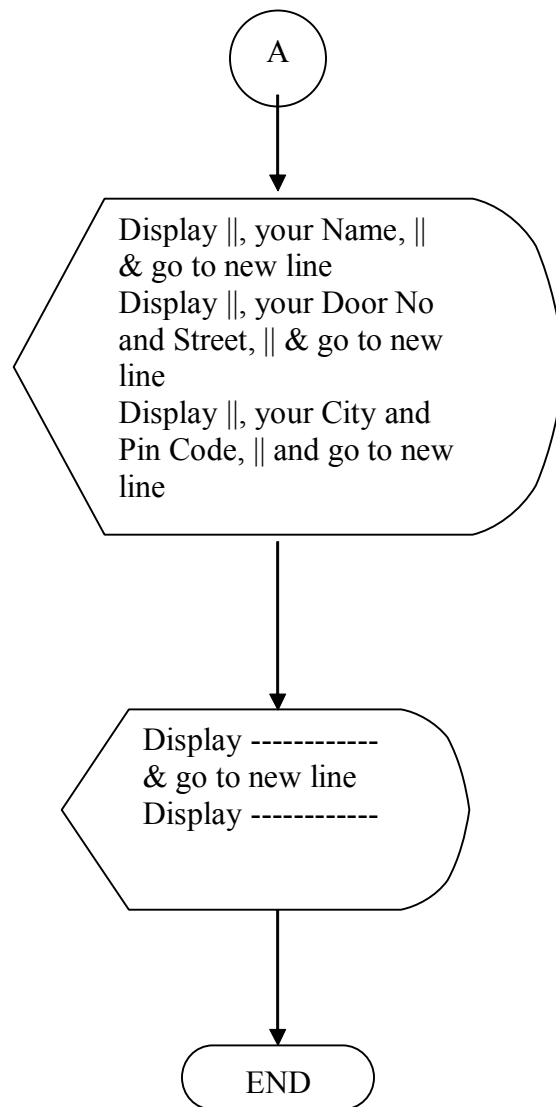 A
Display ||, your Name, ||
& go to new line
Display ||, your Door No
and Street, || & go to new
line
Display ||, your City and
Pin Code, || and go to new
line
Display ------------
& go to new line
Display ------------
END